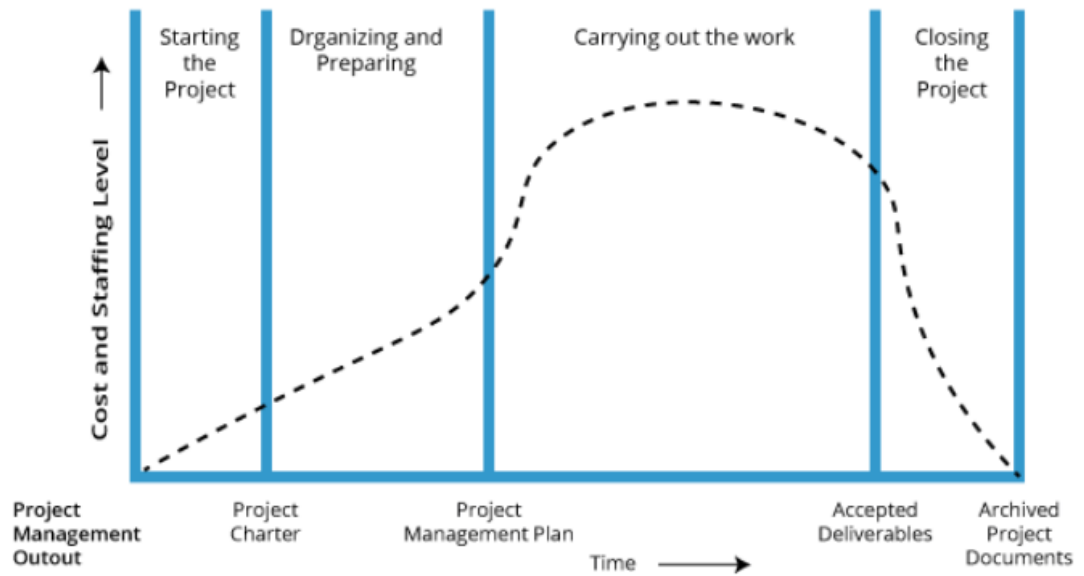 Starting
the
Project
Drganizing and
Preparing
Carrying out the work
Closing
the
Project
Cost and Staffing Level
Project
Management
Outout
Project
Charter
Project
Management Plan
Accepted
Deliverables
Archived
Project
Documents
Time